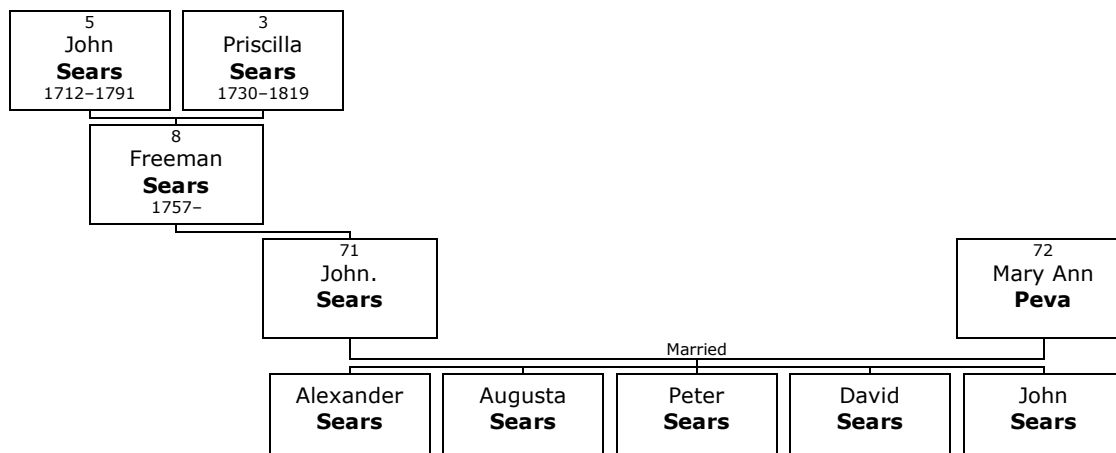 5
John
Sears
1712–1791
3
Priscilla
Sears
1730–1819
8
Freeman
Sears
1757–
71
John.
Sears
72
Mary Ann
Peva
Married
Alexander
Sears
Augusta
Sears
Peter
Sears
David
Sears
John
Sears